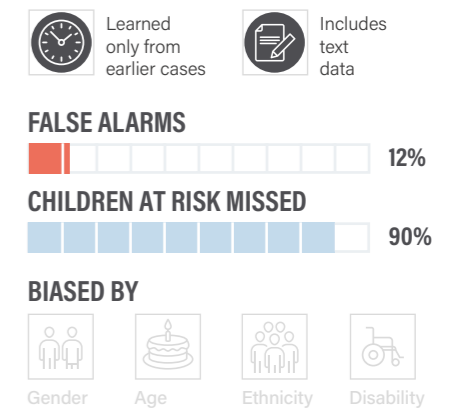 Learned
only from
earlier cases
Includes
text
data
FALSE ALARMS
12%
CHILDREN AT RISK MISSED
90%
BIASED BY
Gender
Age
Ethnicity
Disability